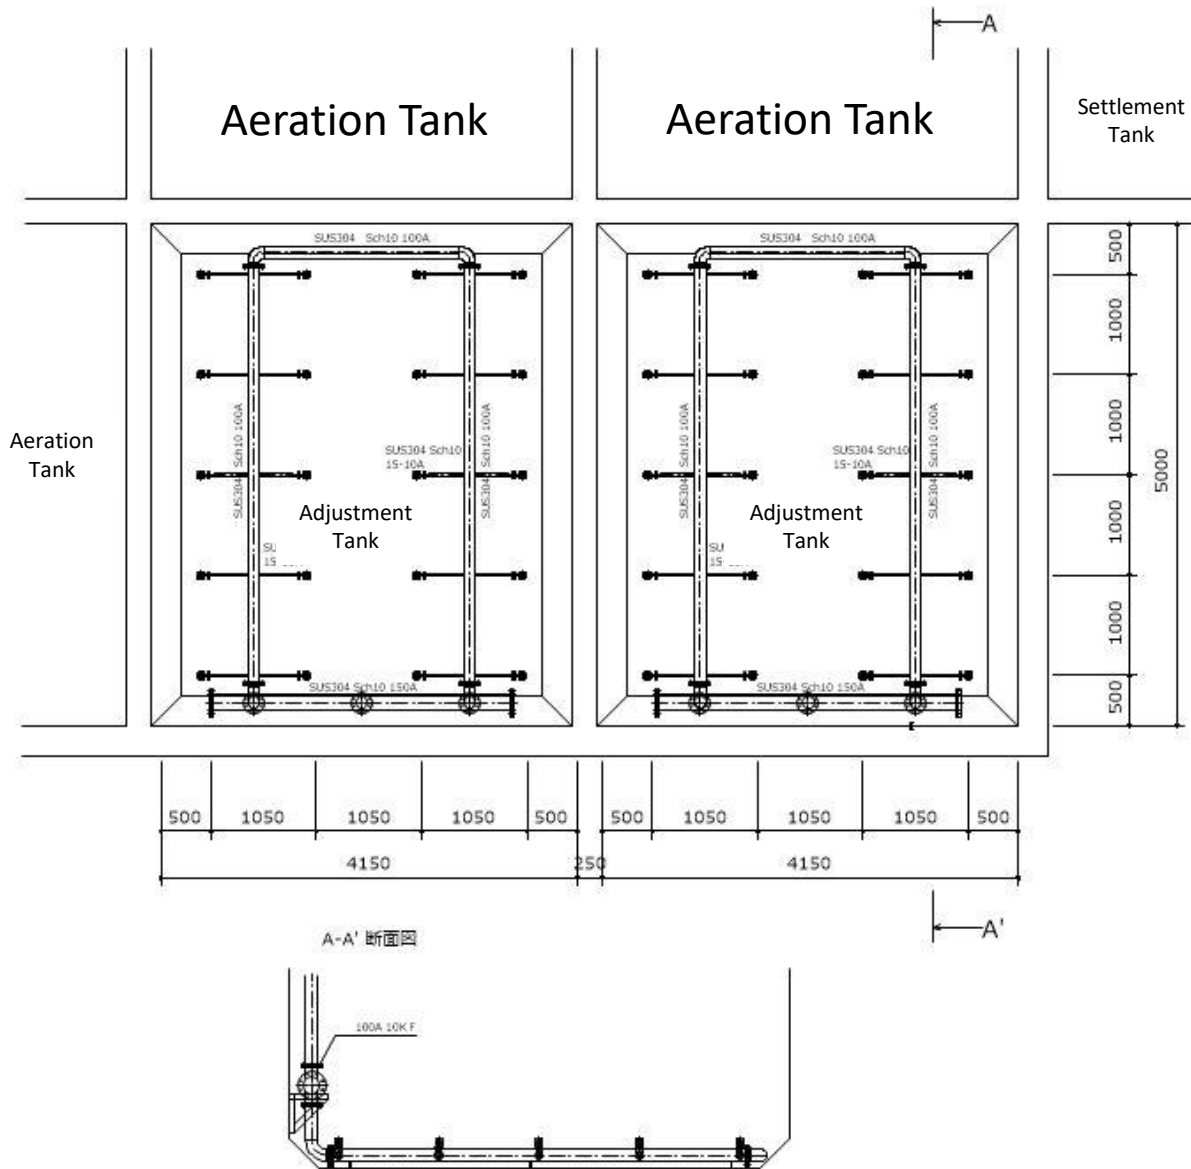 A
Aeration Tank
Aeration Tank
Settlement
Tank
SUS304 Sch10 100A
SUS304 Sch10 100A
500
1000
1000
1000
1000
500
5000
Aeration
Tank
SUS304 Sch10 100A
SUS304 Sch10
15-10A
SUS304 Sch10 100A
Adjustment
Tank
SUS304 Sch10 150A
SUS304 Sch10 100A
SUS304 Sch10
15-10A
SUS304 Sch10 100A
Adjustment
Tank
SUS304 Sch10 150A
500 1050 1050 1050 500 500 1050 1050 1050 500
4150 250 4150
A'
A-A' 断面図
100A 10K F